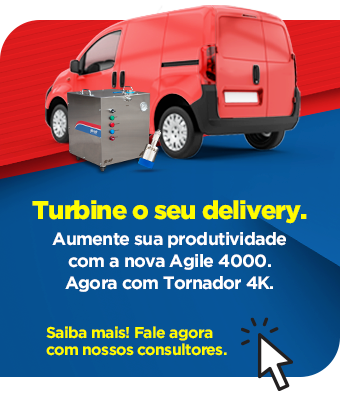 Turbine o seu delivery.
Aumente sua produtividade
com a nova Agile 4000.
Agora com Tornador 4K.
Saiba mais! Fale agora
com nossos consultores.